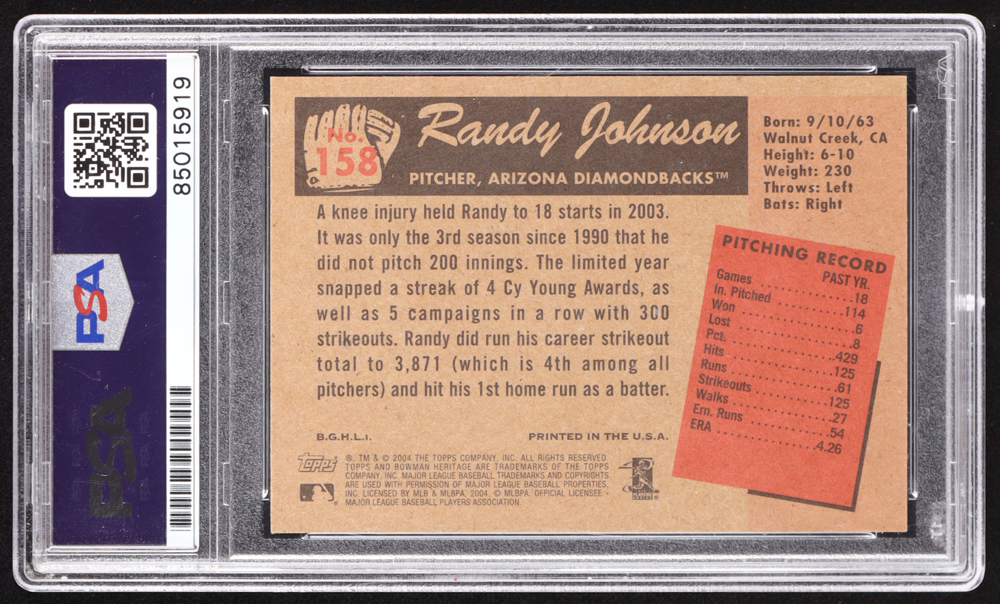 85015919
PSA
PSA
No.
158
Randy Johnson
PITCHER, ARIZONA DIAMONDBACKS™
Born: 9/10/63
Walnut Creek, CA
Height: 6-10
Weight: 230
Throws: Left
Bats: Right
A knee injury held Randy to 18 starts in 2003.
It was only the 3rd season since 1990 that he
did not pitch 200 innings. The limited year
snapped a streak of 4 Cy Young Awards, as
well as 5 campaigns in a row with 300
strikeouts. Randy did run his career strikeout
total to 3,871 (which is 4th among all
pitchers) and hit his 1st home run as a batter.
PITCHING RECORD
PAST YR.
Games 18
In. Pitched 114
Won 6
Lost 8
Pct. .429
Hits 125
Runs 61
Strikeouts 125
Walks 27
Ern. Runs 54
ERA 4.26
B.G.H.L.I. PRINTED IN THE U.S.A.
Topps
®, TM & © 2004 THE TOPPS COMPANY, INC. ALL RIGHTS RESERVED
TOPPS AND BOWMAN HERITAGE ARE TRADEMARKS OF THE TOPPS
COMPANY, INC. MAJOR LEAGUE BASEBALL TRADEMARKS AND COPYRIGHTS
ARE USED WITH PERMISSION OF MAJOR LEAGUE BASEBALL PROPERTIES,
INC. LICENSED BY MLB & MLBPA, 2004. © MLBPA. OFFICIAL LICENSEE -
MAJOR LEAGUE BASEBALL PLAYERS ASSOCIATION.